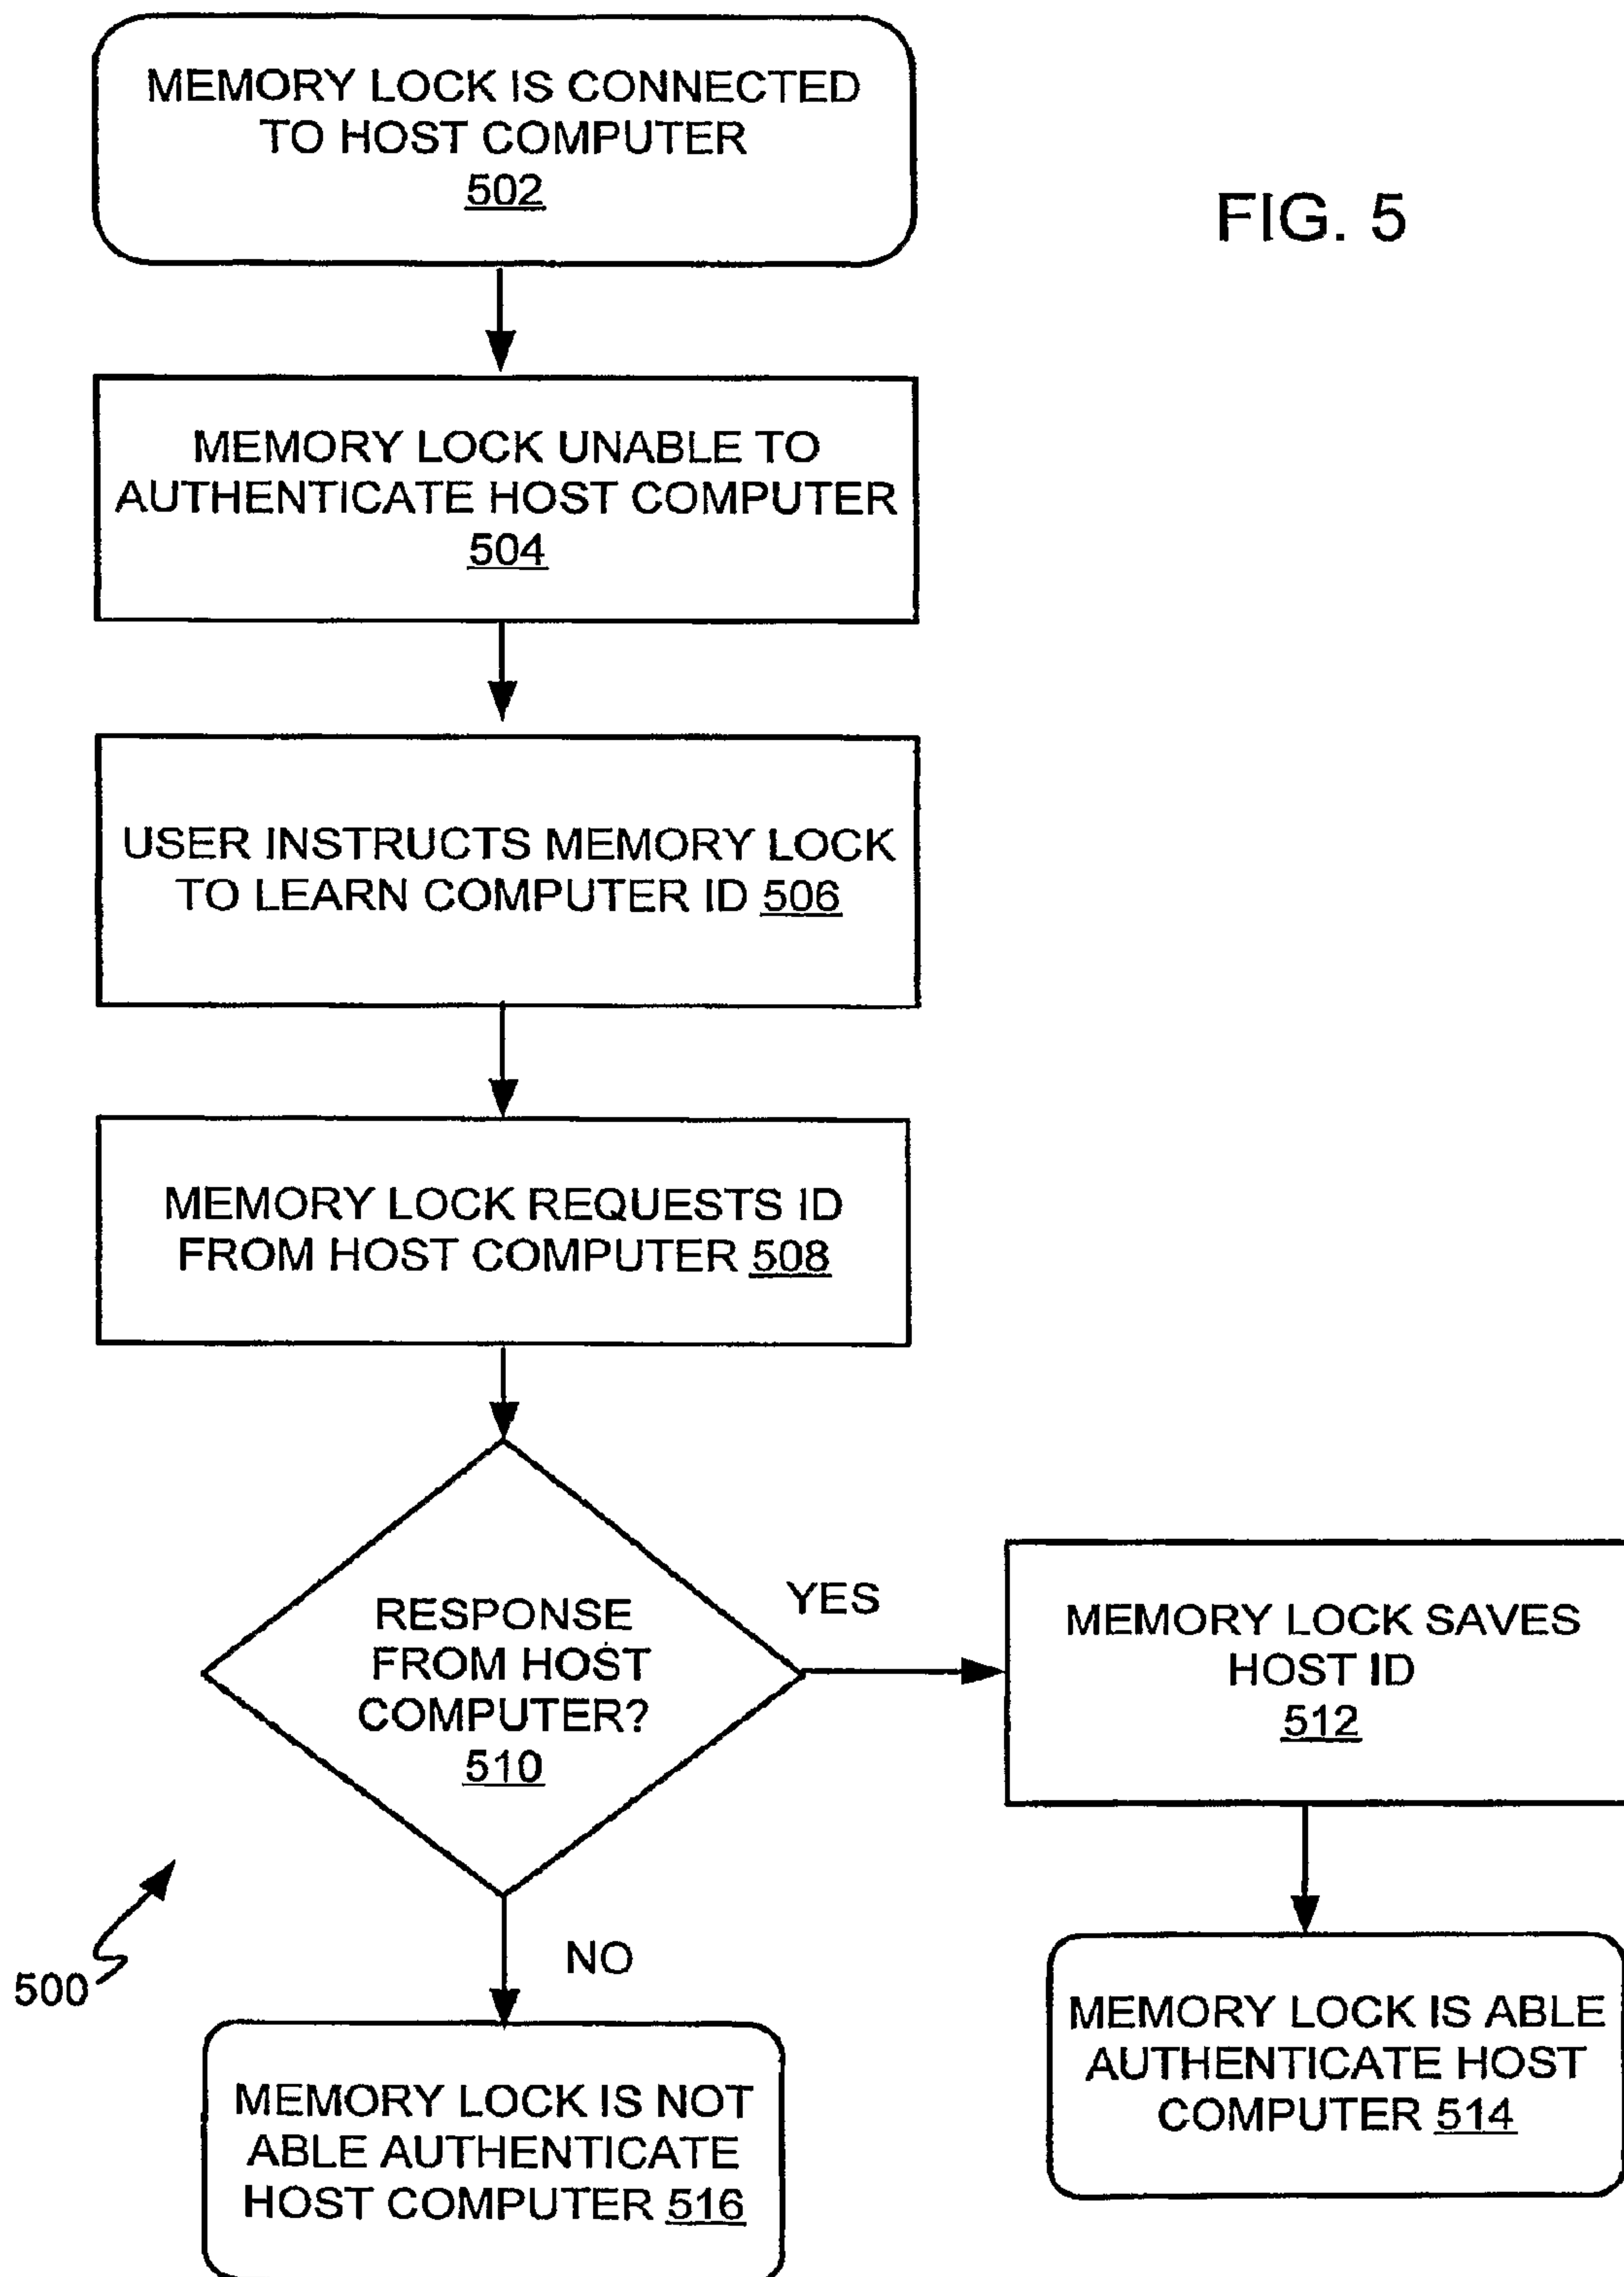 MEMORY LOCK IS CONNECTED
TO HOST COMPUTER
502
FIG. 5
MEMORY LOCK UNABLE TO
AUTHENTICATE HOST COMPUTER
504
USER INSTRUCTS MEMORY LOCK
TO LEARN COMPUTER ID 506
MEMORY LOCK REQUESTS ID
FROM HOST COMPUTER 508
RESPONSE
FROM HOST
COMPUTER?
510
YES
MEMORY LOCK SAVES
HOST ID
512
NO
500
MEMORY LOCK IS ABLE
AUTHENTICATE HOST
COMPUTER 514
MEMORY LOCK IS NOT
ABLE AUTHENTICATE
HOST COMPUTER 516